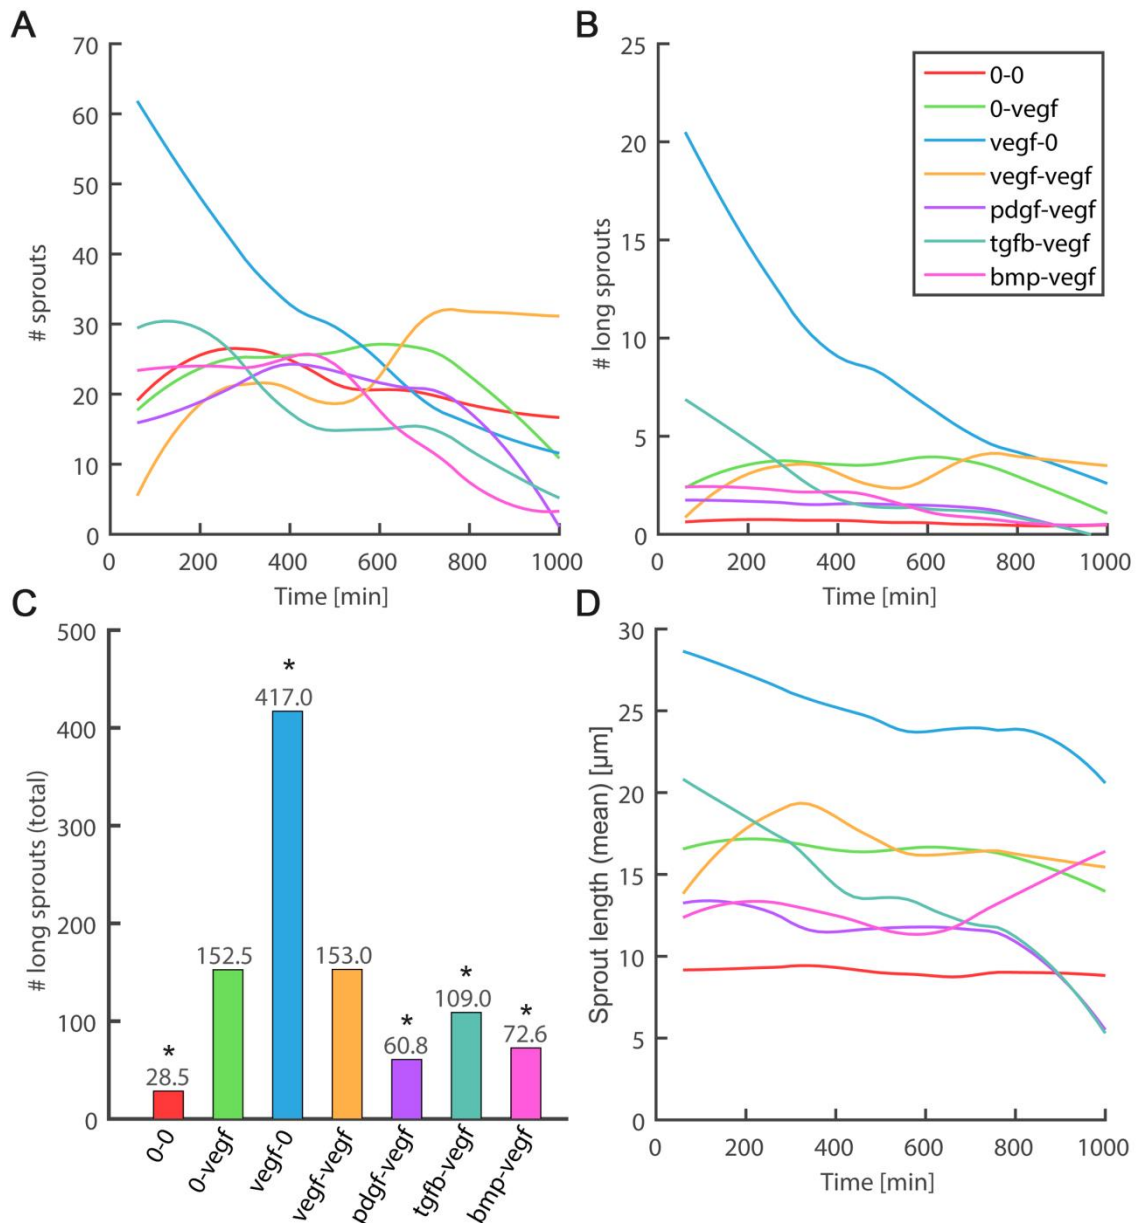 A
# sprouts
70
60
50
40
30
20
10
0
0 200 400 600 800 1000
Time [min]
B
# long sprouts
25
20
15
10
5
0
0 200 400 600 800 1000
Time [min]
0-0
0-vegf
vegf-0
vegf-vegf
pdgf-vegf
tgfb-vegf
bmp-vegf
C
# long sprouts (total)
500
400
300
200
100
0
* 28.5
152.5
* 417.0
153.0
* 60.8
* 109.0
* 72.6
0-0
0-vegf
vegf-0
vegf-vegf
pdgf-vegf
tgfb-vegf
bmp-vegf
D
Sprout length (mean) [µm]
30
25
20
15
10
5
0
0 200 400 600 800 1000
Time [min]